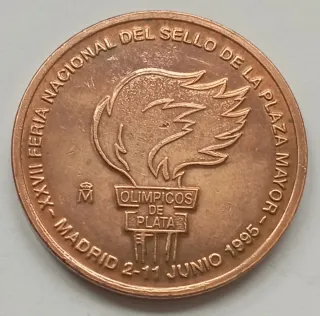 XXVII FERIA NACIONAL DEL SELLO DE LA PLAZA MAYOR
- MADRID 2-11 JUNIO 1995 -
M
OLIMPICOS
DE
PLATA